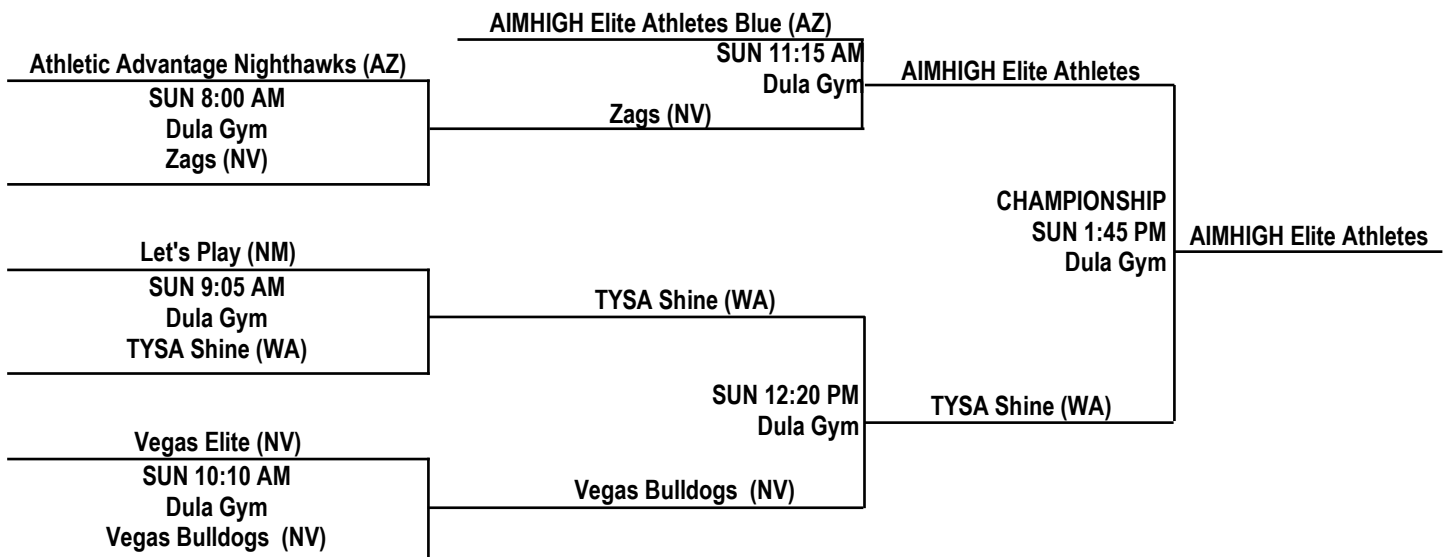 AIMHIGH Elite Athletes Blue (AZ)
Athletic Advantage Nighthawks (AZ)
SUN 11:15 AM
Dula Gym
AIMHIGH Elite Athletes
SUN 8:00 AM
Dula Gym
Zags (NV)
Zags (NV)
CHAMPIONSHIP
SUN 1:45 PM
Dula Gym
AIMHIGH Elite Athletes
Let's Play (NM)
SUN 9:05 AM
Dula Gym
TYSA Shine (WA)
TYSA Shine (WA)
SUN 12:20 PM
Dula Gym
TYSA Shine (WA)
Vegas Elite (NV)
SUN 10:10 AM
Dula Gym
Vegas Bulldogs  (NV)
Vegas Bulldogs  (NV)